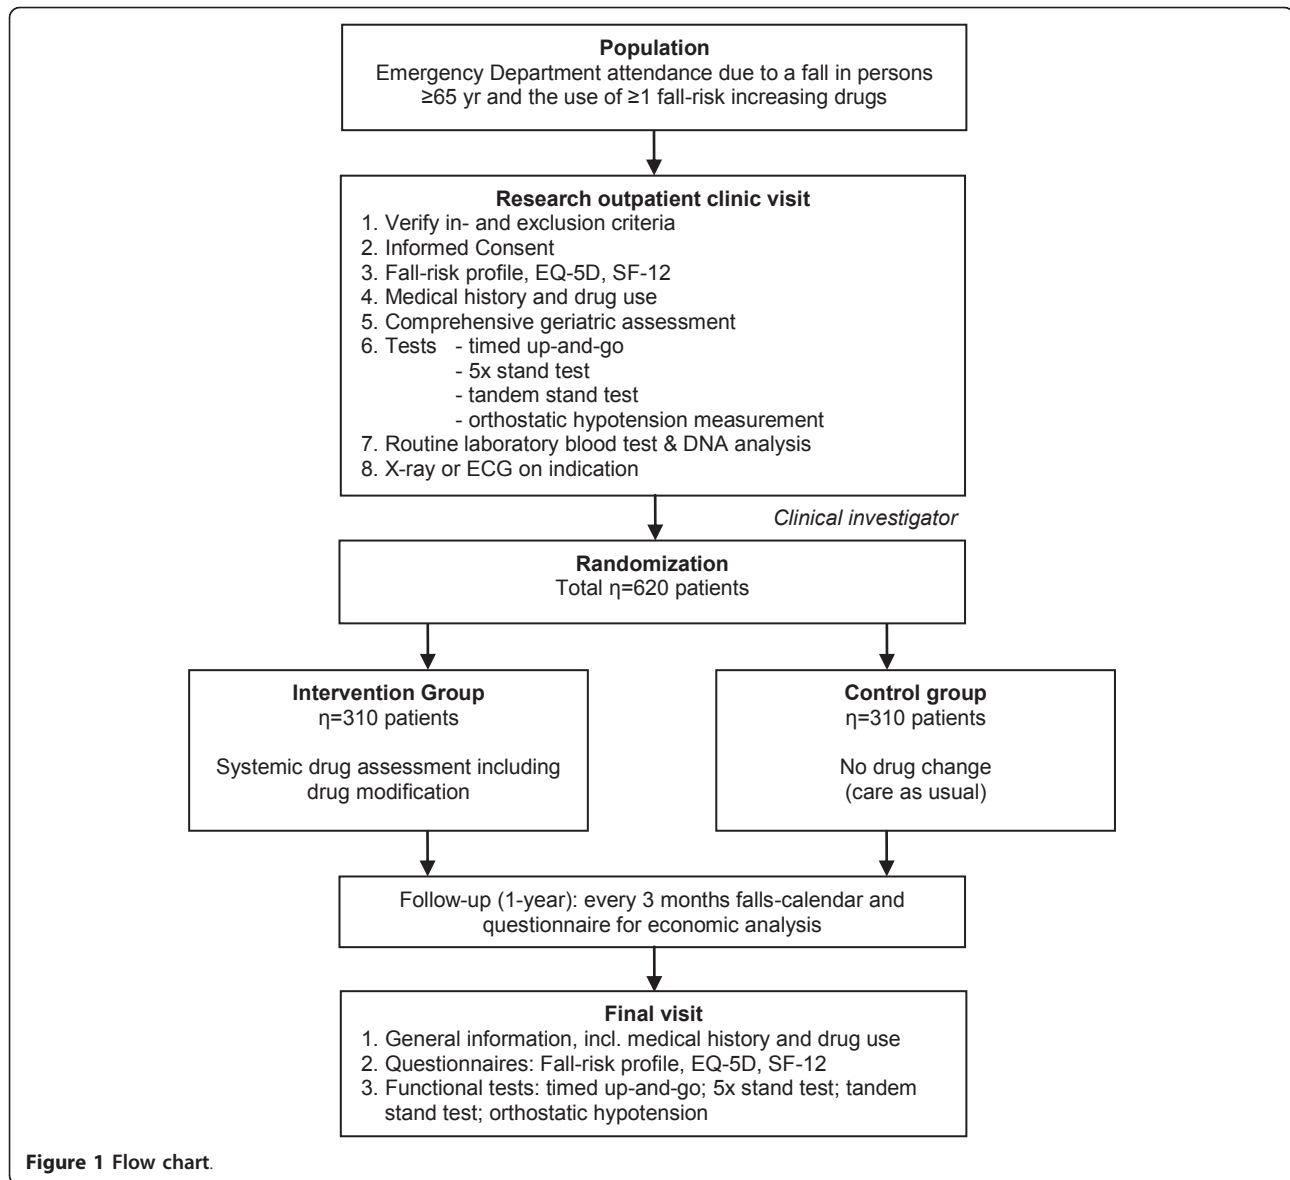 Population
Emergency Department attendance due to a fall in persons
≥65 yr and the use of ≥1 fall-risk increasing drugs
Research outpatient clinic visit
1. Verify in- and exclusion criteria
2. Informed Consent
3. Fall-risk profile, EQ-5D, SF-12
4. Medical history and drug use
5. Comprehensive geriatric assessment
6. Tests - timed up-and-go
- 5x stand test
- tandem stand test
- orthostatic hypotension measurement
7. Routine laboratory blood test & DNA analysis
8. X-ray or ECG on indication
Clinical investigator
Randomization
Total η=620 patients
Intervention Group
η=310 patients
Systemic drug assessment including
drug modification
Control group
η=310 patients
No drug change
(care as usual)
Follow-up (1-year): every 3 months falls-calendar and
questionnaire for economic analysis
Final visit
1. General information, incl. medical history and drug use
2. Questionnaires: Fall-risk profile, EQ-5D, SF-12
3. Functional tests: timed up-and-go; 5x stand test; tandem
stand test; orthostatic hypotension
Figure 1 Flow chart.